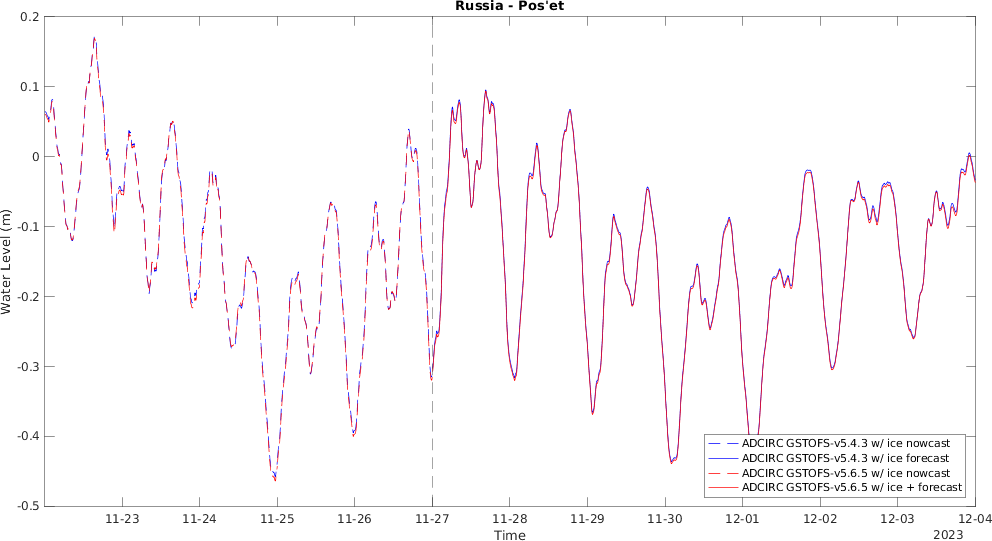 Russia - Pos'et
Water Level (m)
0.2
0.1
0
-0.1
-0.2
-0.3
-0.4
-0.5
ADCIRC GSTOFS-v5.4.3 w/ ice nowcast
ADCIRC GSTOFS-v5.4.3 w/ ice forecast
ADCIRC GSTOFS-v5.6.5 w/ ice nowcast
ADCIRC GSTOFS-v5.6.5 w/ ice + forecast
11-23 11-24 11-25 11-26 11-27 11-28 11-29 11-30 12-01 12-02 12-03 12-04
Time
2023